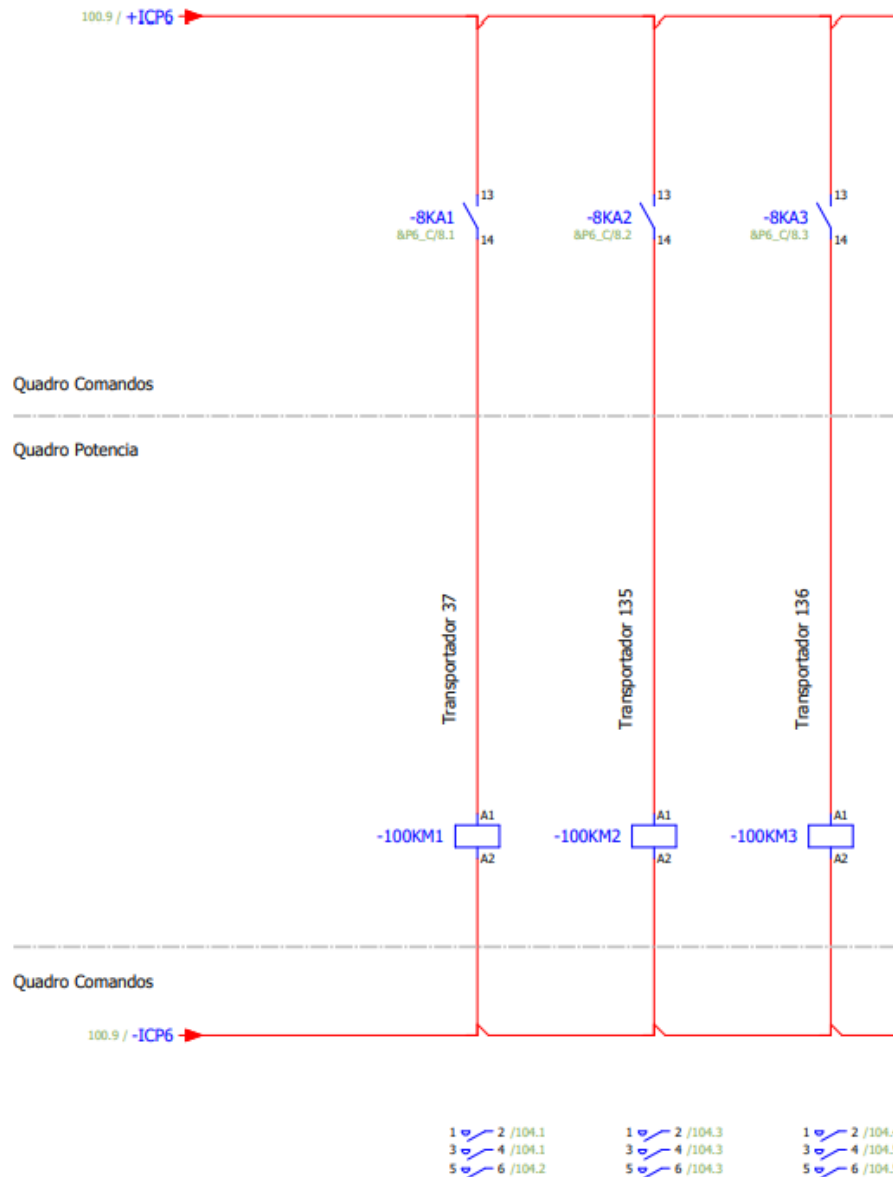 100.9 / +ICP6
13 13 13
-8KA1 -8KA2 -8KA3
&P6_C/8.1 &P6_C/8.2 &P6_C/8.3
14 14 14
Quadro Comandos
Quadro Potencia
Transportador 37
Transportador 135
Transportador 136
A1 A1 A1
-100KM1 -100KM2 -100KM3
A2 A2 A2
Quadro Comandos
100.9 / -ICP6
1 2 /104.1 1 2 /104.3 1 2 /104.
3 4 /104.1 3 4 /104.3 3 4 /104.
5 6 /104.2 5 6 /104.3 5 6 /104.